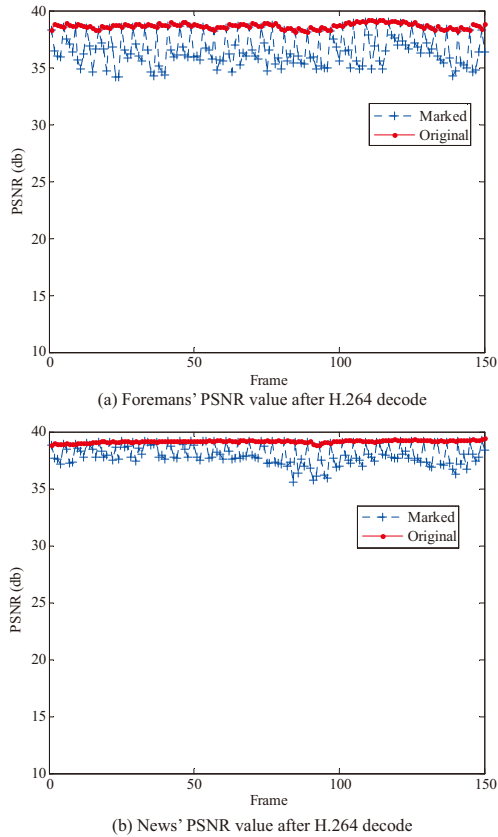 40
35
30
25
20
15
10
PSNR (db)
Marked
Original
0
50
100
150
Frame
(a) Foremans' PSNR value after H.264 decode
40
35
30
25
20
15
10
PSNR (db)
Marked
Original
0
50
100
150
(b) News' PSNR value after H.264 decode